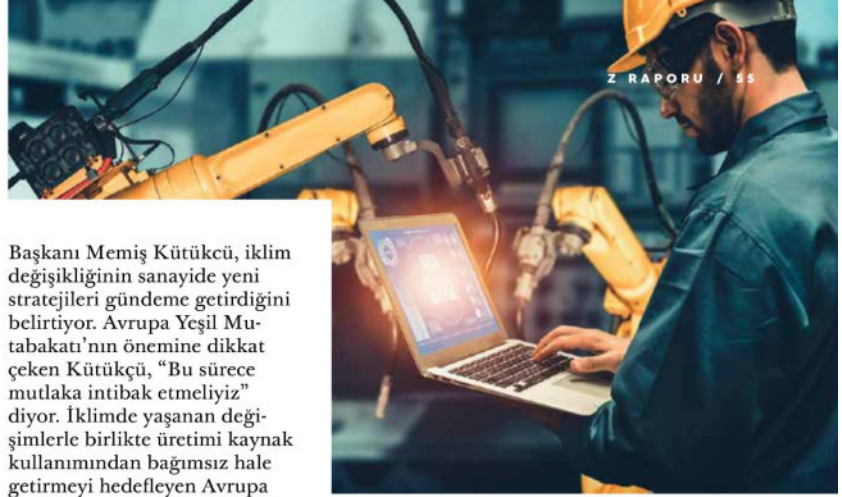 Z RAPORU / 55
Başkanı Memiş Kütükcü, iklim
değişikliğinin sanayide yeni
stratejileri gündeme getirdiğini
belirtiyor. Avrupa Yeşil Mu-
tabakatı’nın önemine dikkat
çeken Kütükçü, “Bu sürece
mutlaka intibak etmeliyiz”
diyor. İklimde yaşanan deği-
şimlerle birlikte üretimi kaynak
kullanımından bağımsız hale
getirmeyi hedefleyen Avrupa